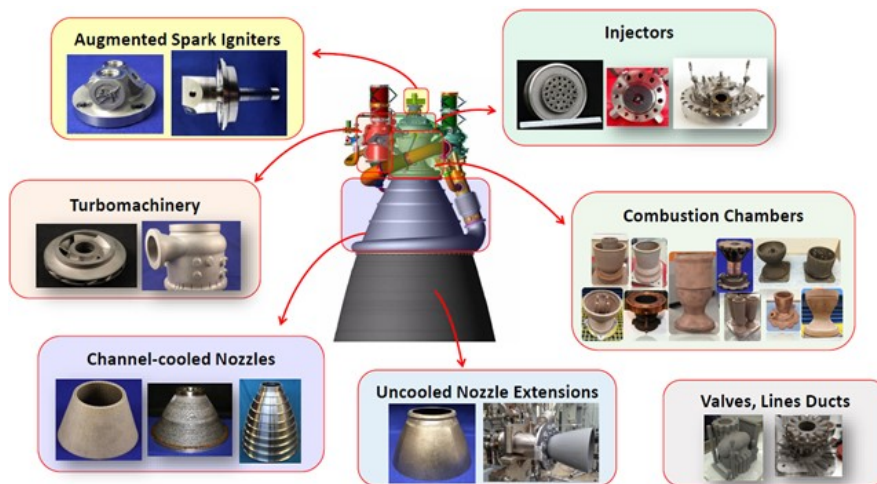 Augmented Spark Igniters
Injectors
Turbomachinery
Combustion Chambers
Channel-cooled Nozzles
Uncooled Nozzle Extensions
Valves, Lines Ducts